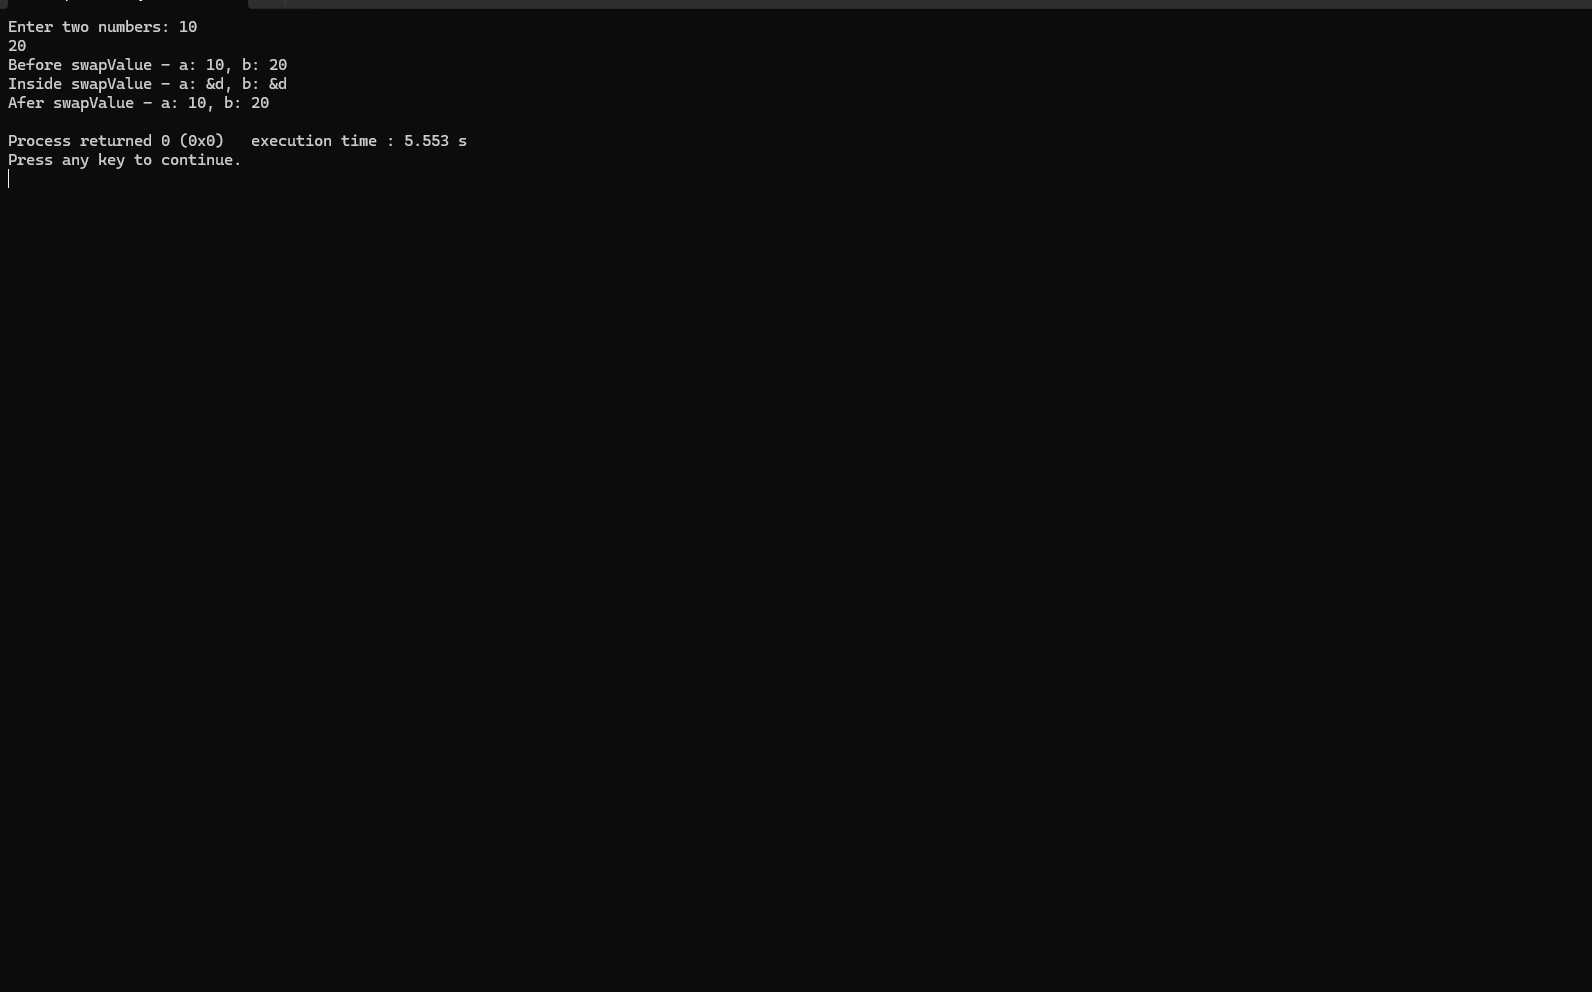 Enter two numbers: 10
20
Before swapValue - a: 10, b: 20
Inside swapValue - a: &d, b: &d
Afer swapValue - a: 10, b: 20
Process returned 0 (0x0)   execution time : 5.553 s
Press any key to continue.